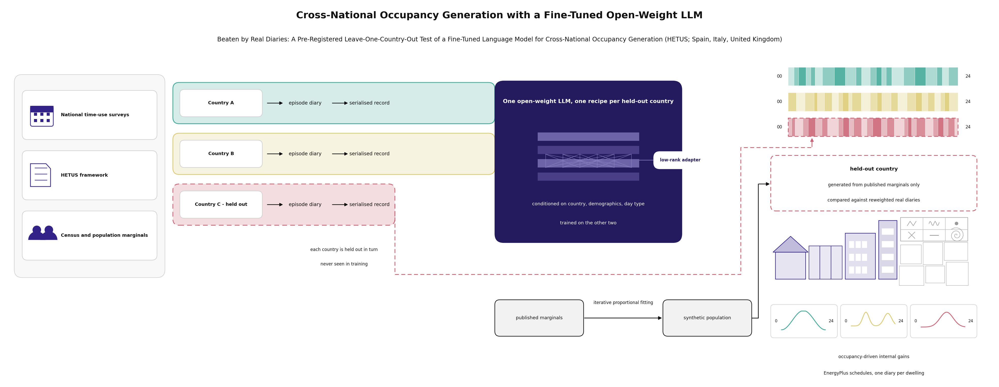 Cross-National Occupancy Generation with a Fine-Tuned Open-Weight LLM
Beaten by Real Diaries: A Pre-Registered Leave-One-Country-Out Test of a Fine-Tuned Language Model for Cross-National Occupancy Generation (HETUS; Spain, Italy, United Kingdom)
National time-use surveys
HETUS framework
Census and population marginals
Country A
episode diary
serialised record
Country B
episode diary
serialised record
Country C - held out
episode diary
serialised record
each country is held out in turn
never seen in training
One open-weight LLM, one recipe per held-out country
low-rank adapter
conditioned on country, demographics, day type
trained on the other two
published marginals
iterative proportional fitting
synthetic population
00
24
00
24
00
24
held-out country
generated from published marginals only
compared against reweighted real diaries
0
24
0
24
0
24
occupancy-driven internal gains
EnergyPlus schedules, one diary per dwelling